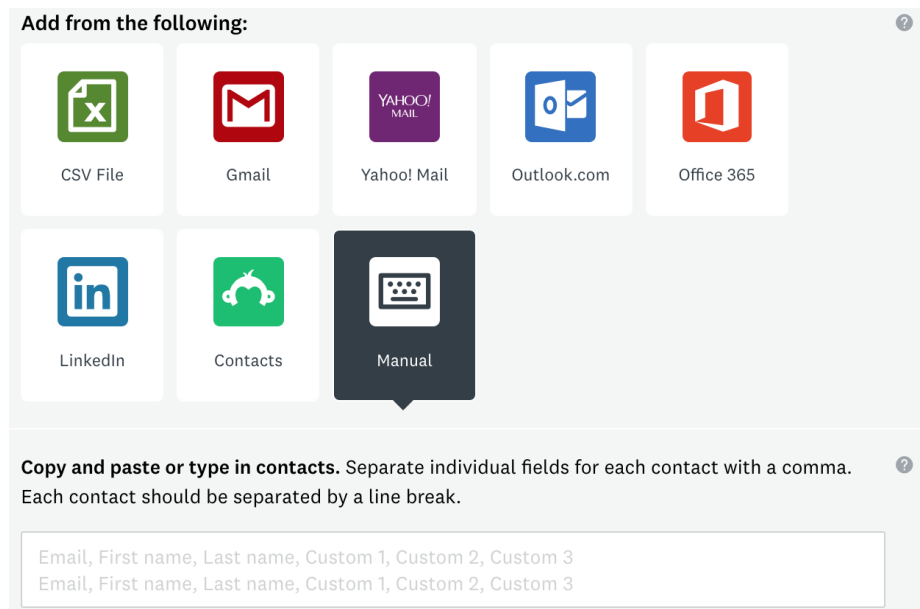 Add from the following:
?
YAHOO!
MAIL
CSV File
Gmail
Yahoo! Mail
Outlook.com
Office 365
in
LinkedIn
Contacts
Manual
Copy and paste or type in contacts. Separate individual fields for each contact with a comma.
?
Each contact should be separated by a line break.
Email, First name, Last name, Custom 1, Custom 2, Custom 3
Email, First name, Last name, Custom 1, Custom 2, Custom 3